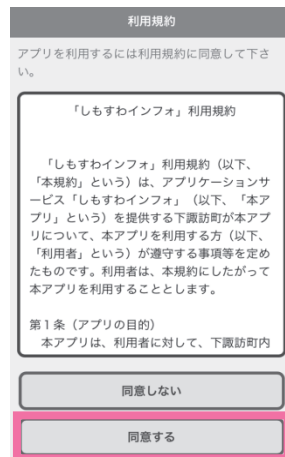 利用規約
アプリを利用するには利用規約に同意して下さ
い。
「しもすわインフォ」利用規約
「しもすわインフォ」利用規約（以下、
「本規約」という）は、アプリケーションサ
ービス「しもすわインフォ」（以下、「本ア
プリ」という）を提供する下諏訪町が本アプ
リについて、本アプリを利用する方（以下、
「利用者」という）が遵守する事項等を定め
たものです。利用者は、本規約にしたがって
本アプリを利用することとします。
第１条（アプリの目的）
本アプリは、利用者に対して、下諏訪町内
同意しない
同意する